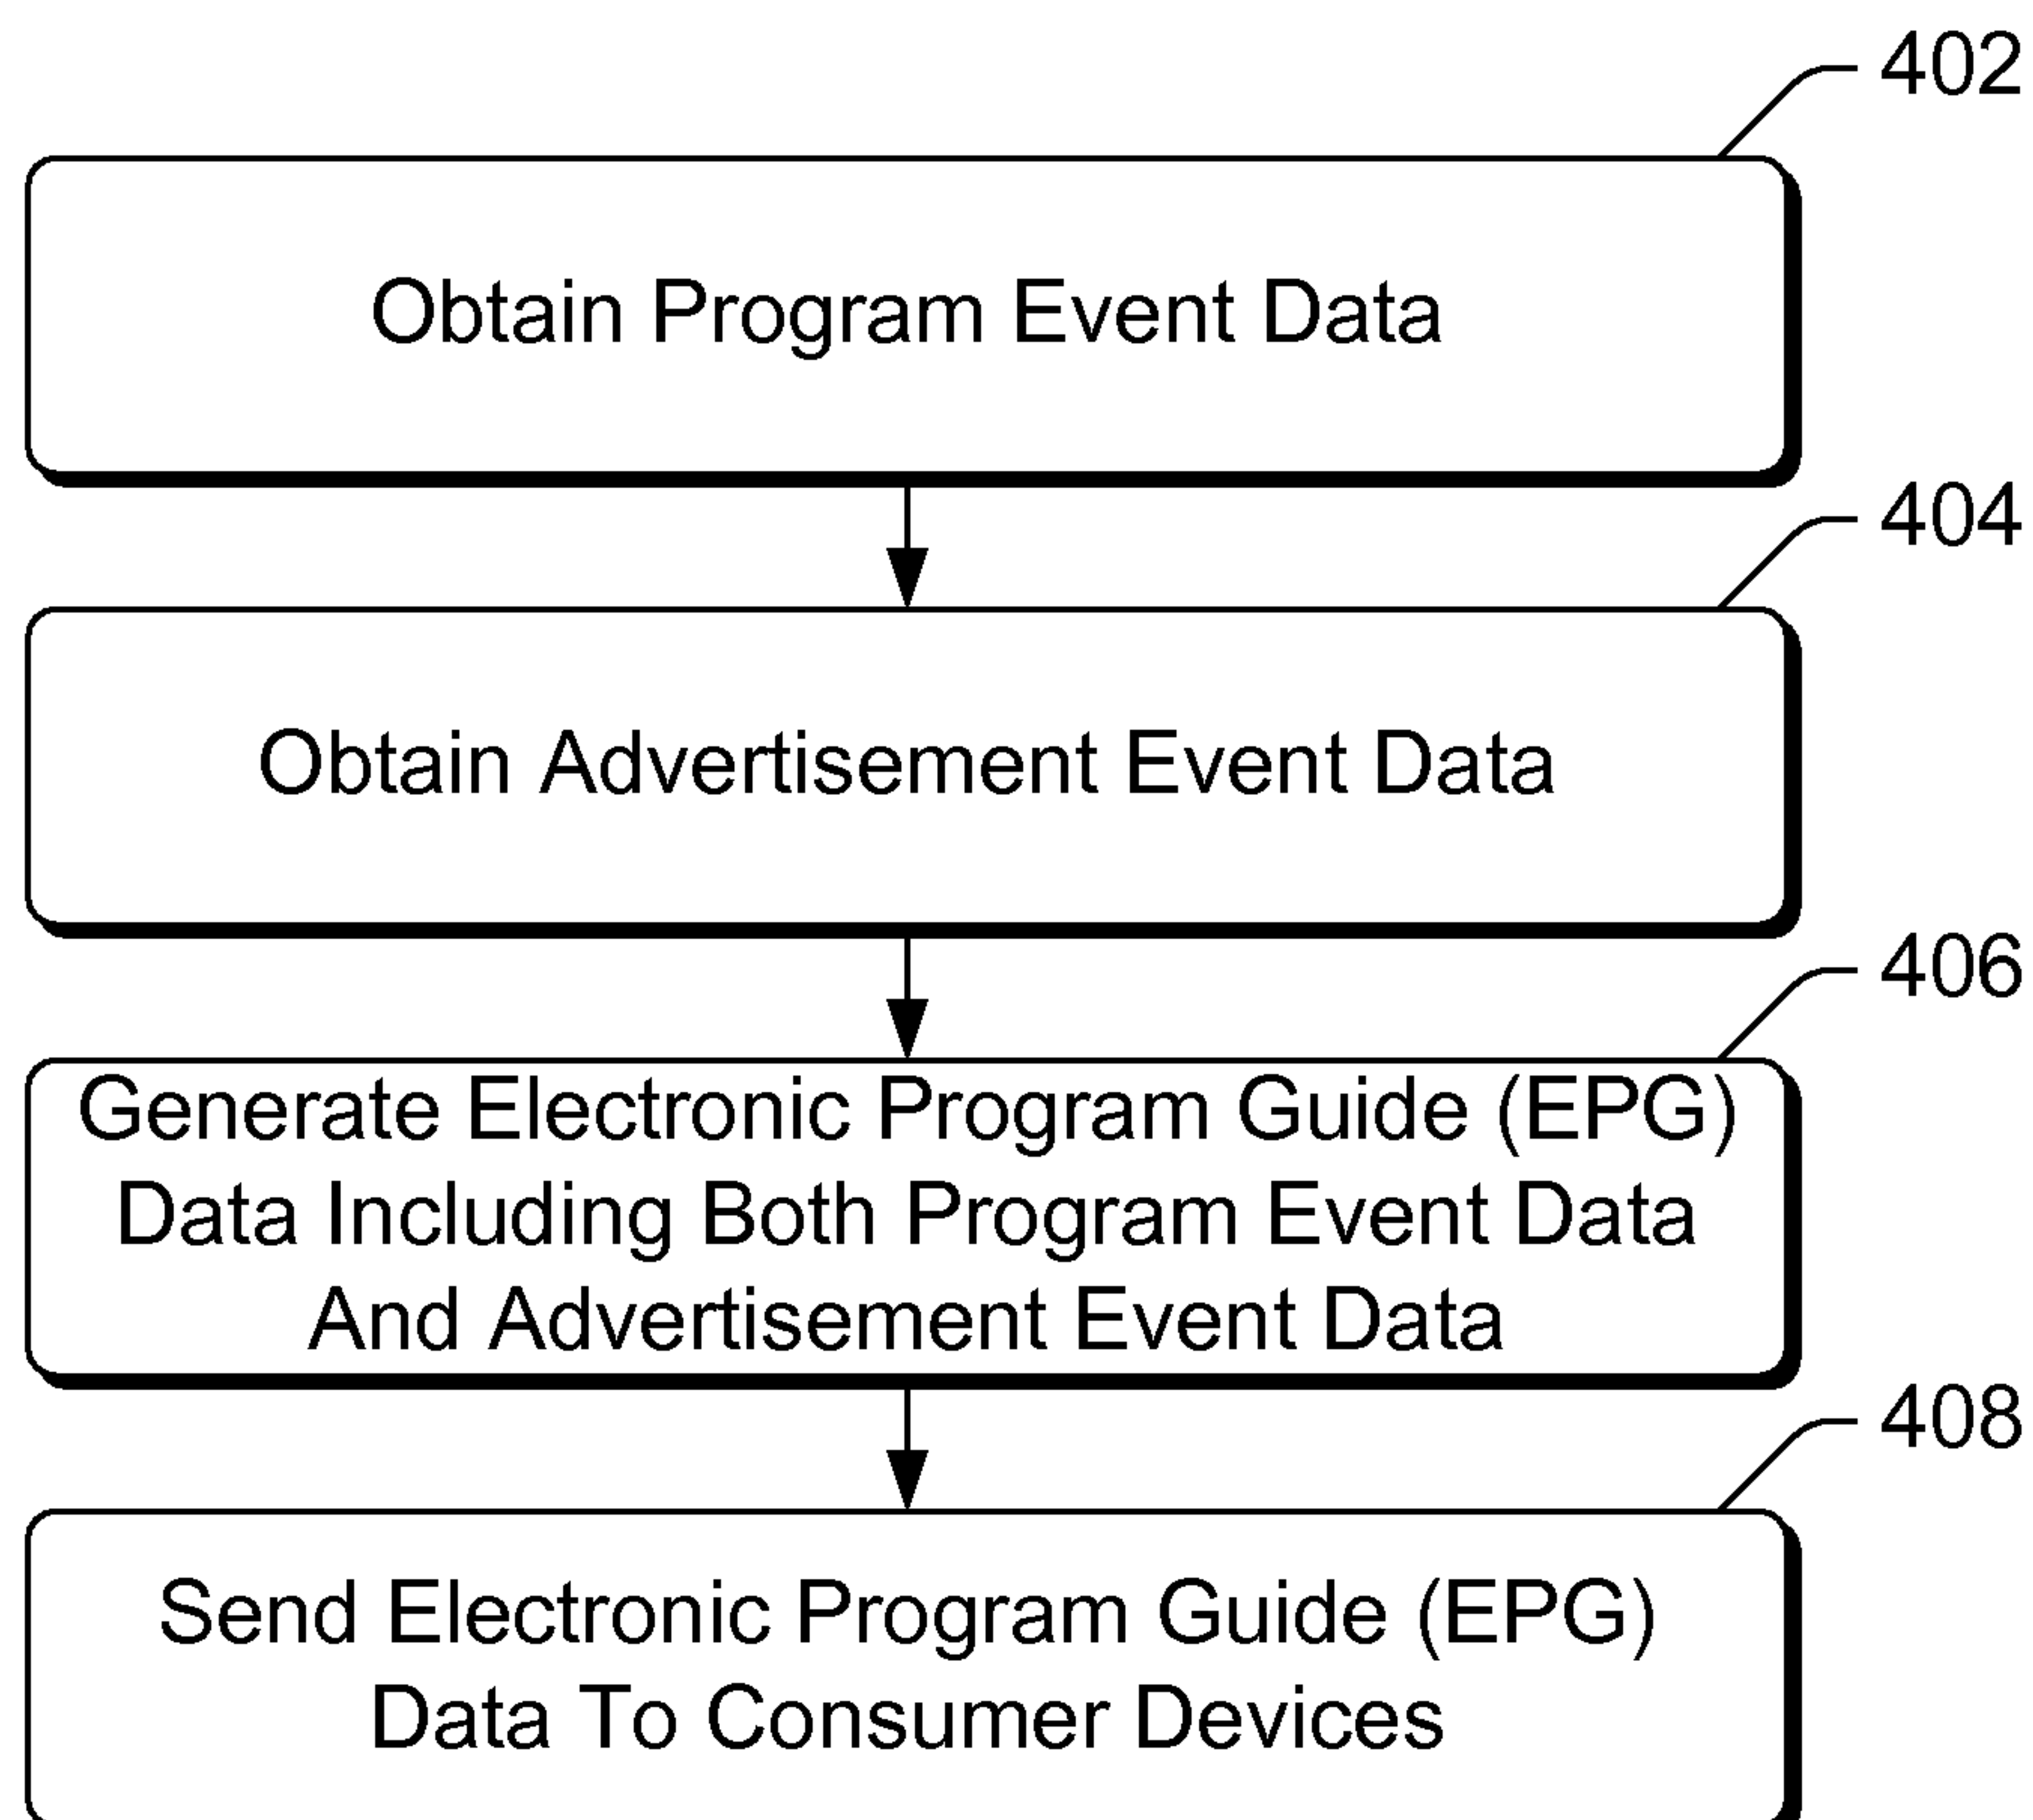 402
Obtain Program Event Data
404
Obtain Advertisement Event Data
406
Generate Electronic Program Guide (EPG)
Data Including Both Program Event Data
And Advertisement Event Data
408
Send Electronic Program Guide (EPG)
Data To Consumer Devices